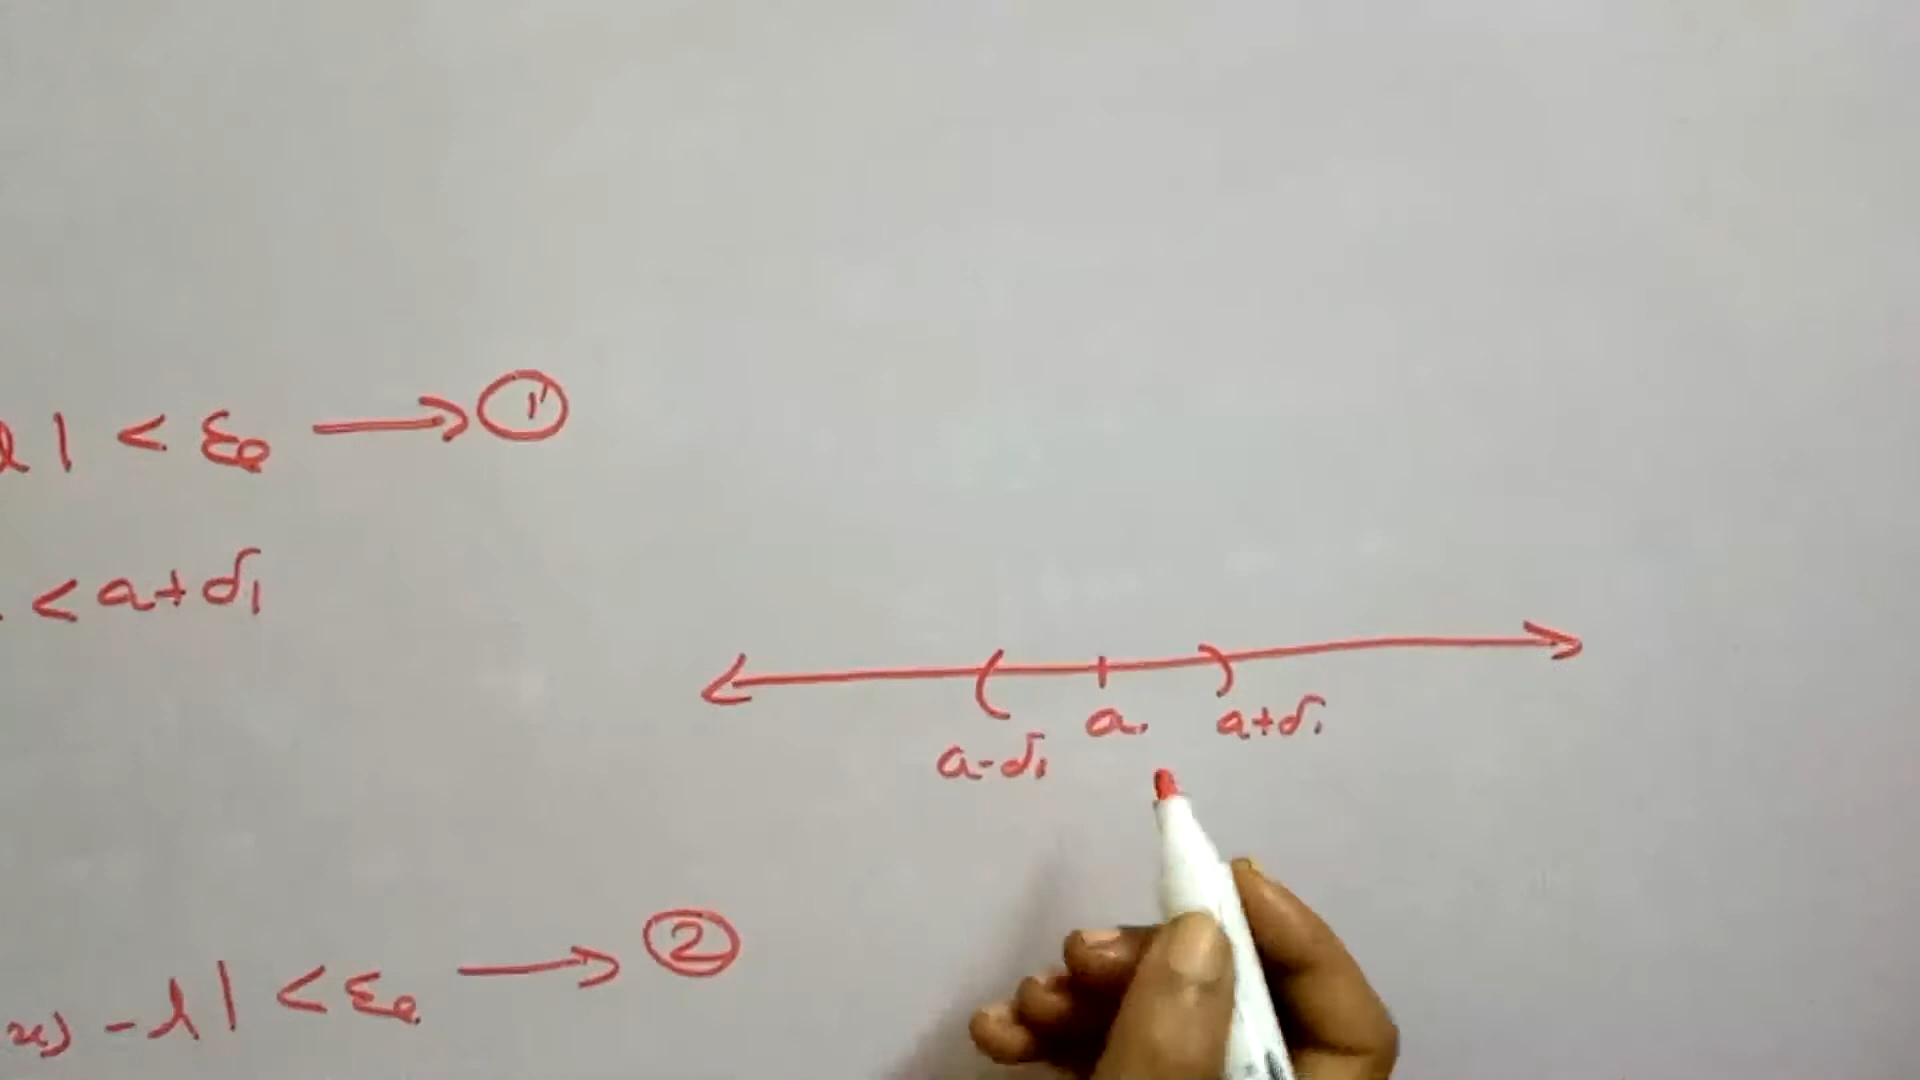 l | < ε₀ → ①
. < a + δ₁
a - δ₁ a. a + δ₁
x) - l | < ε₀ → ②